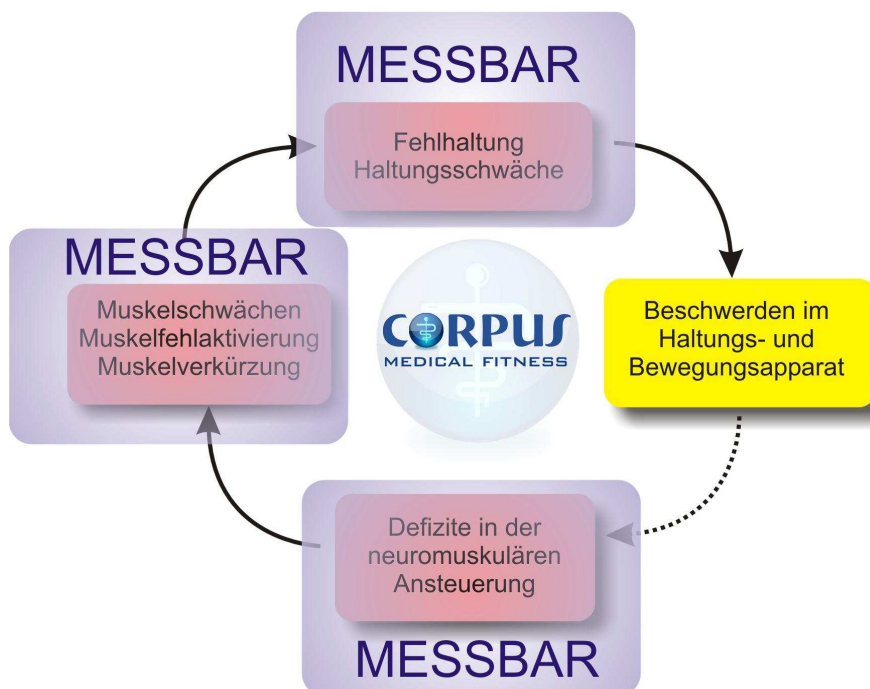 MESSBAR
Fehlhaltung
Haltungsschwäche
MESSBAR
Muskelschwächen
Muskelfehlaktivierung
Muskelverkürzung
CORPUS
MEDICAL FITNESS
Beschwerden im
Haltungs- und
Bewegungsapparat
Defizite in der
neuromuskulären
Ansteuerung
MESSBAR